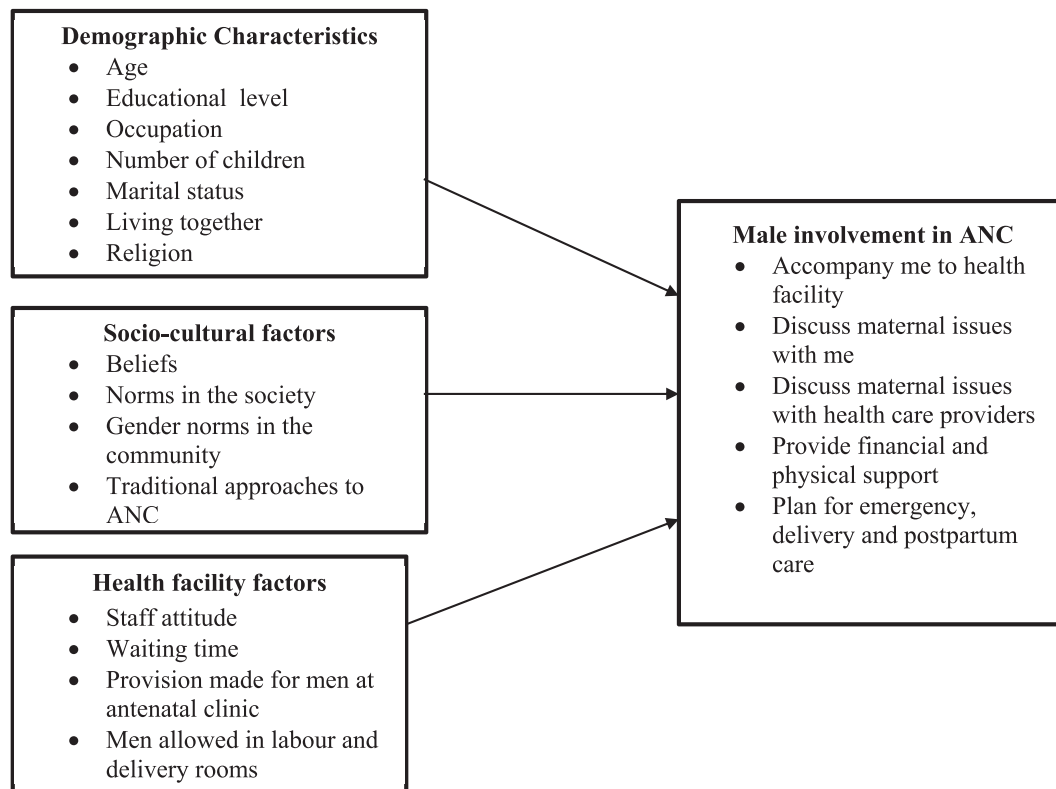 Demographic Characteristics
• Age
• Educational level
• Occupation
• Number of children
• Marital status
• Living together
• Religion
Socio-cultural factors
• Beliefs
• Norms in the society
• Gender norms in the
community
• Traditional approaches to
ANC
Health facility factors
• Staff attitude
• Waiting time
• Provision made for men at
antenatal clinic
• Men allowed in labour and
delivery rooms
Male involvement in ANC
• Accompany me to health
facility
• Discuss maternal issues
with me
• Discuss maternal issues
with health care providers
• Provide financial and
physical support
• Plan for emergency,
delivery and postpartum
care